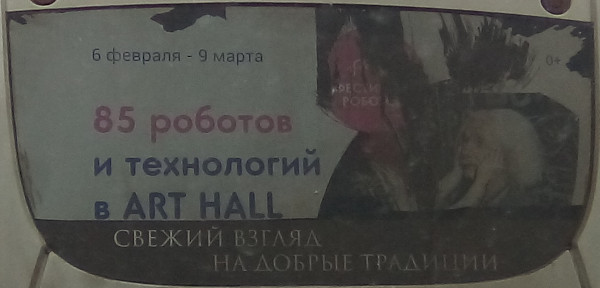 6 февраля - 9 марта
0+
85 роботов
и технологий
в ART HALL
СВЕЖИЙ ВЗГЛЯД
НА ДОБРЫЕ ТРАДИЦИИ